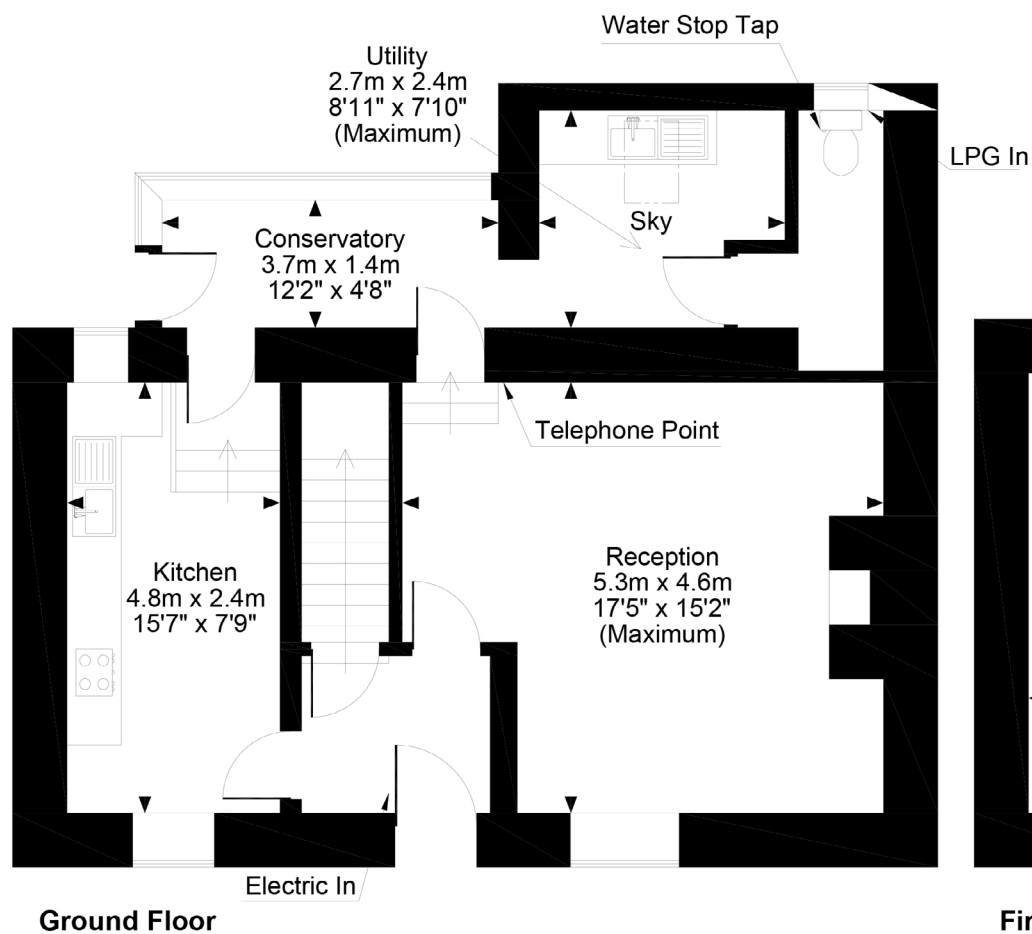 Water Stop Tap
Utility
2.7m x 2.4m
8'11" x 7'10"
(Maximum)
LPG In
Sky
Conservatory
3.7m x 1.4m
12'2" x 4'8"
Telephone Point
Kitchen
4.8m x 2.4m
15'7" x 7'9"
Reception
5.3m x 4.6m
17'5" x 15'2"
(Maximum)
Electric In
Ground Floor
Fir